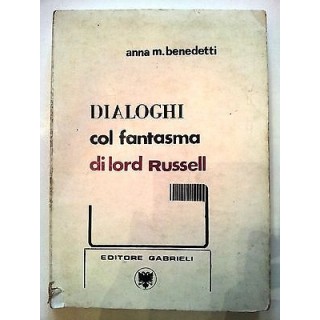 anna m. benedetti
DIALOGHI
col fantasma
di lord Russell
EDITORE GABRIELI